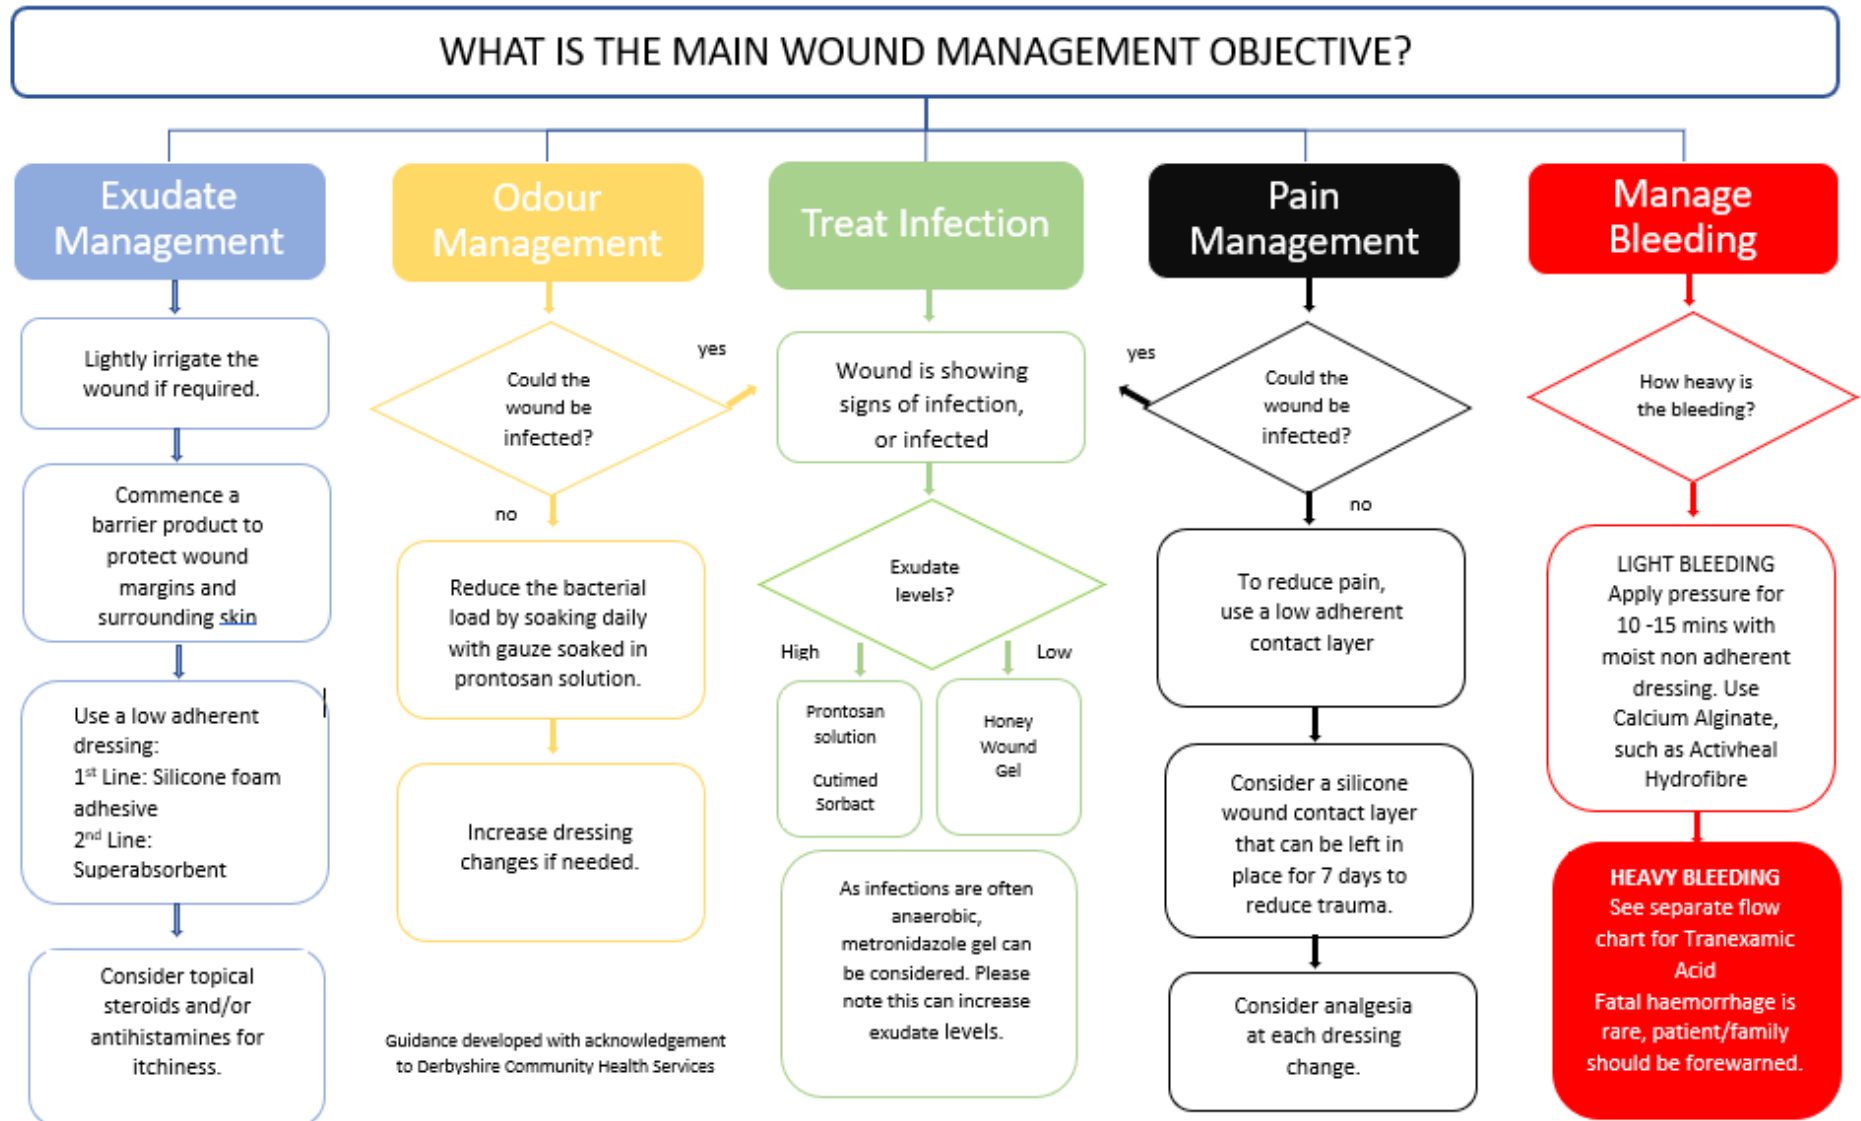 WHAT IS THE MAIN WOUND MANAGEMENT OBJECTIVE?
Exudate
Management
Lightly irrigate the
wound if required.
Commence a
barrier product to
protect wound
margins and
surrounding skin
Use a low adherent
dressing:
1st Line: Silicone foam
adhesive
2nd Line:
Superabsorbent
Consider topical
steroids and/or
antihistamines for
itchiness.
Odour
Management
Could the
wound be
infected?
yes
no
Reduce the bacterial
load by soaking daily
with gauze soaked in
prontosan solution.
Increase dressing
changes if needed.
Guidance developed with acknowledgement
to Derbyshire Community Health Services
Treat Infection
Wound is showing
signs of infection,
or infected
Exudate
levels?
High
Low
Prontosan
solution
Cutimed
Sorbact
Honey
Wound
Gel
As infections are often
anaerobic,
metronidazole gel can
be considered. Please
note this can increase
exudate levels.
Pain
Management
Could the
wound be
infected?
yes
no
To reduce pain,
use a low adherent
contact layer
Consider a silicone
wound contact layer
that can be left in
place for 7 days to
reduce trauma.
Consider analgesia
at each dressing
change.
Manage
Bleeding
How heavy is
the bleeding?
LIGHT BLEEDING
Apply pressure for
10 -15 mins with
moist non adherent
dressing. Use
Calcium Alginate,
such as Activheal
Hydrofibre
HEAVY BLEEDING
See separate flow
chart for Tranexamic
Acid
Fatal haemorrhage is
rare, patient/family
should be forewarned.